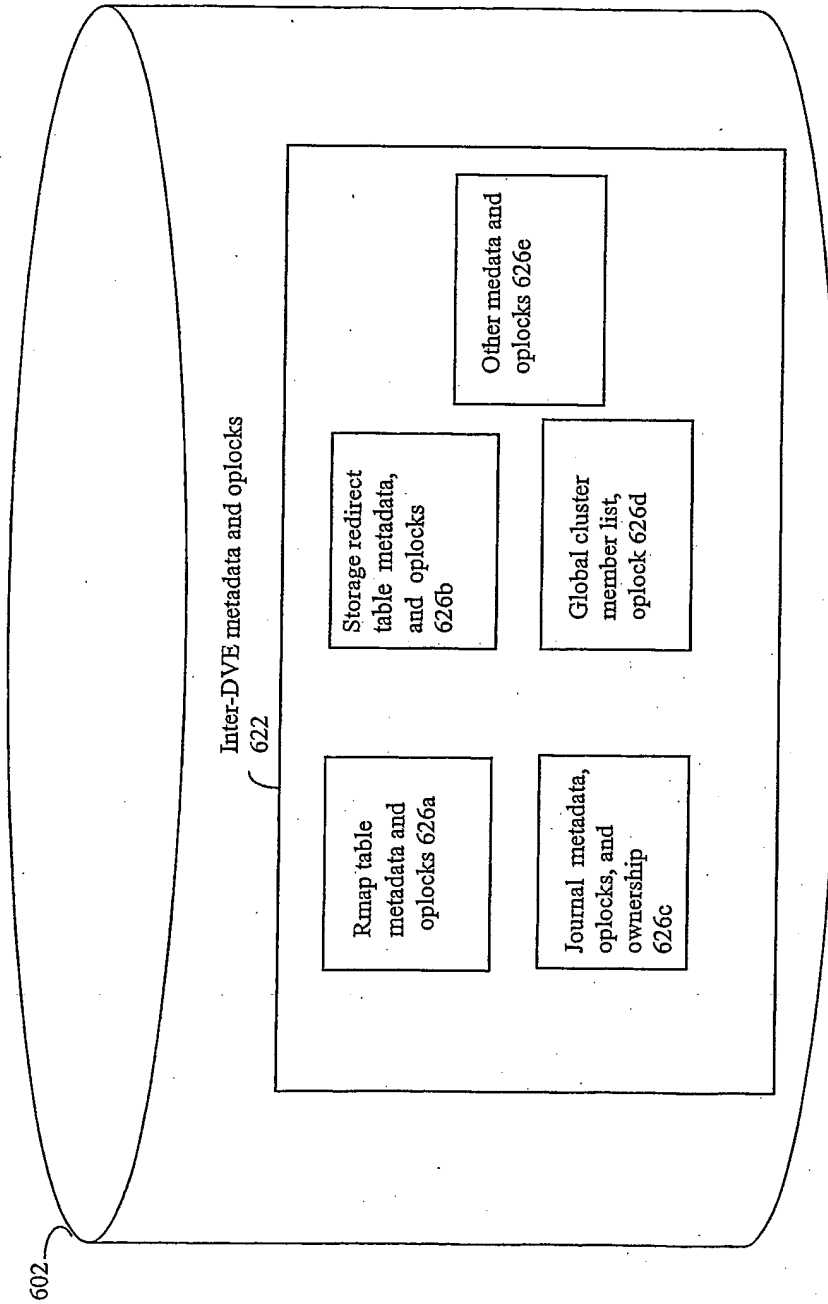 602
Inter-DVE metadata and oplocks
622
Rmap table
metadata and
oplocks 626a
Storage redirect
table metadata,
and oplocks
626b
Other medata and
oplocks 626e
Journal metadata,
oplocks, and
ownership
626c
Global cluster
member list,
oplock 626d